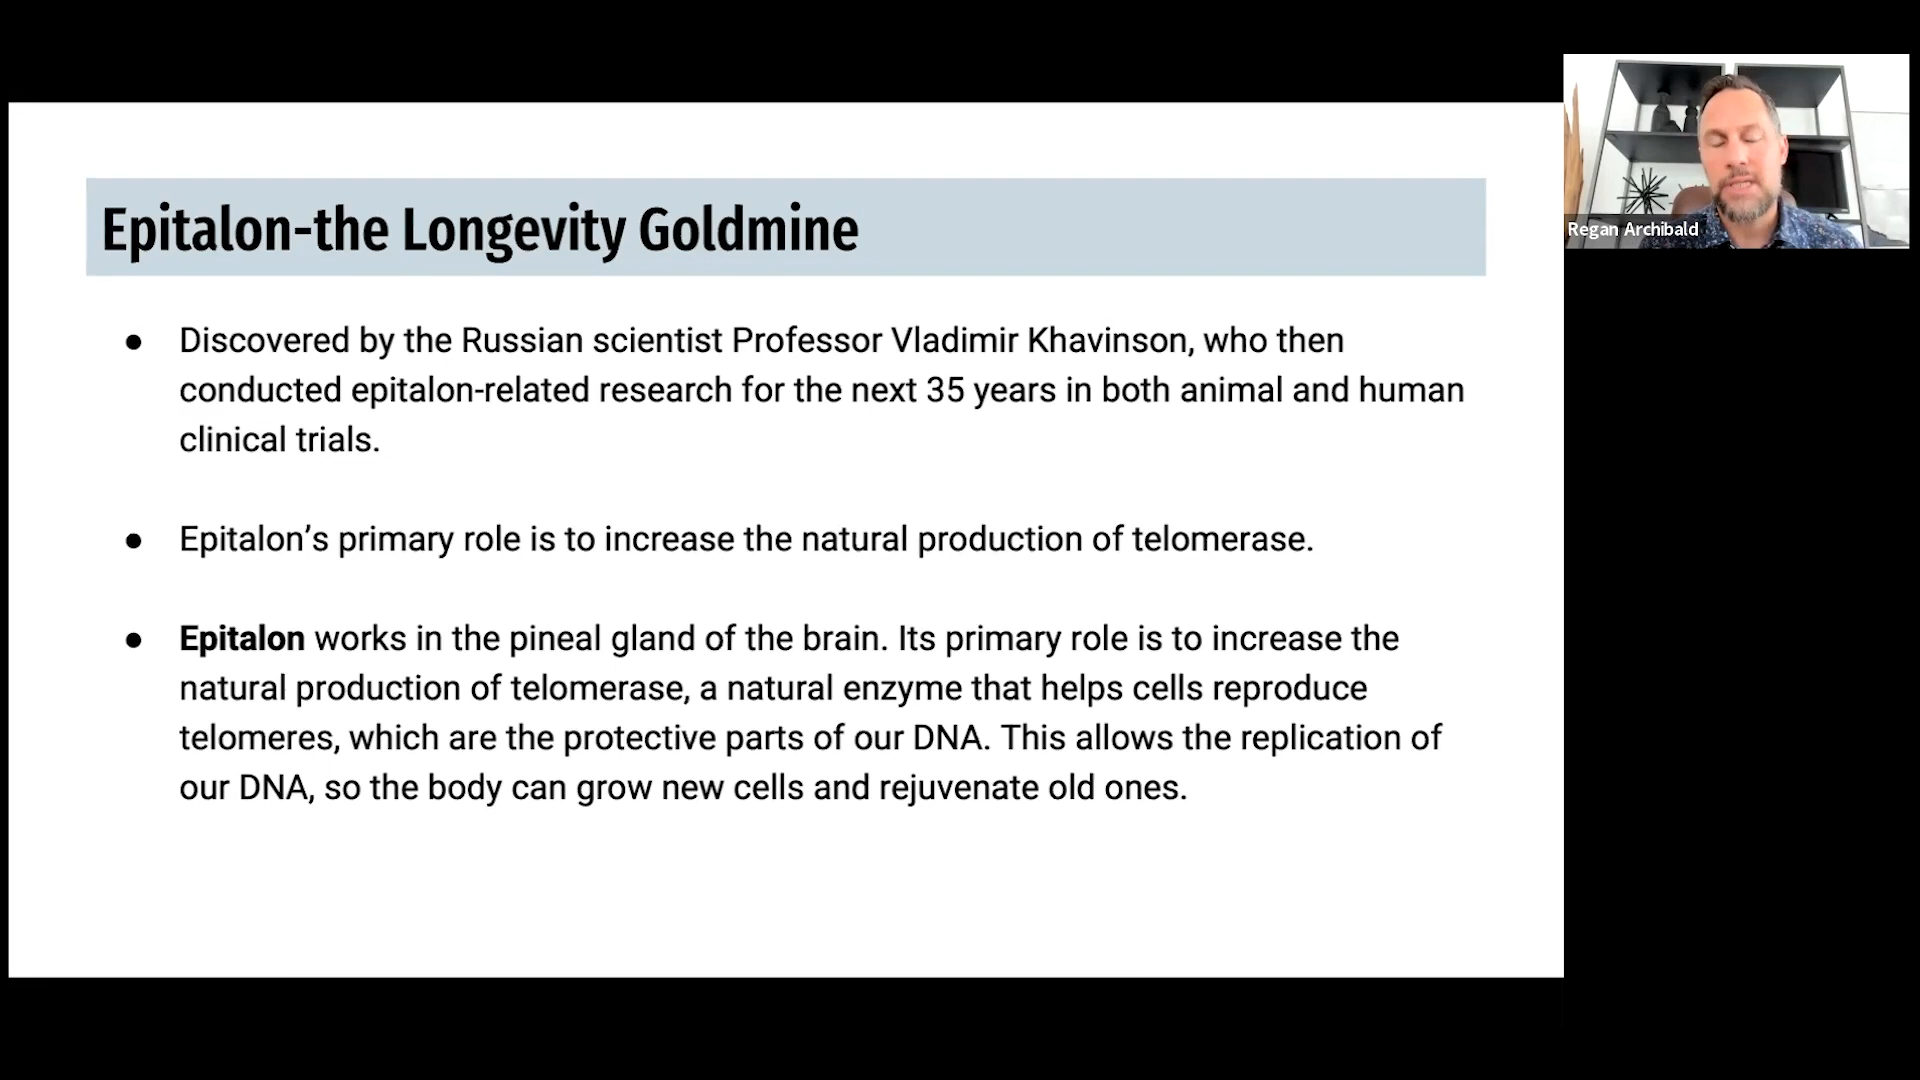 Epitalon-the Longevity Goldmine
● Discovered by the Russian scientist Professor Vladimir Khavinson, who then
conducted epitalon-related research for the next 35 years in both animal and human
clinical trials.
● Epitalon’s primary role is to increase the natural production of telomerase.
● Epitalon works in the pineal gland of the brain. Its primary role is to increase the
natural production of telomerase, a natural enzyme that helps cells reproduce
telomeres, which are the protective parts of our DNA. This allows the replication of
our DNA, so the body can grow new cells and rejuvenate old ones.
Regan Archibald